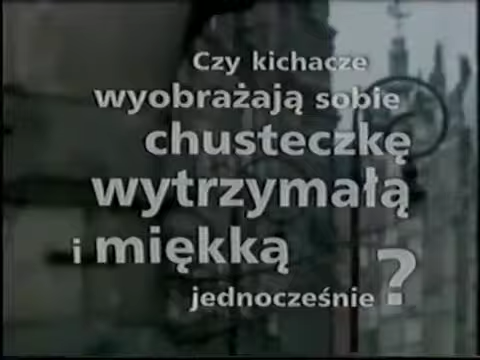 Czy kichacze
wyobrażają sobie
chusteczkę
wytrzymałą
i miękką
jednocześnie ?